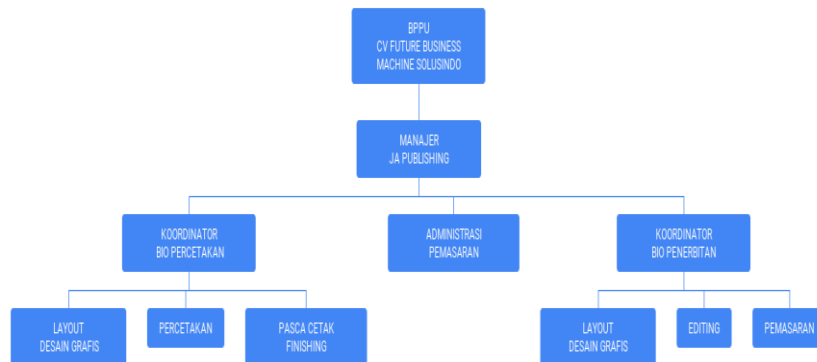 BPPU
CV FUTURE BUSINESS
MACHINE SOLUSINDO
MANAJER
JA PUBLISHING
KOORDINATOR
BIO PERCETAKAN
ADMINISTRASI
PEMASARAN
KOORDINATOR
BIO PENERBITAN
LAYOUT
DESAIN GRAFIS
PERCETAKAN
PASCA CETAK
FINISHING
LAYOUT
DESAIN GRAFIS
EDITING
PEMASARAN